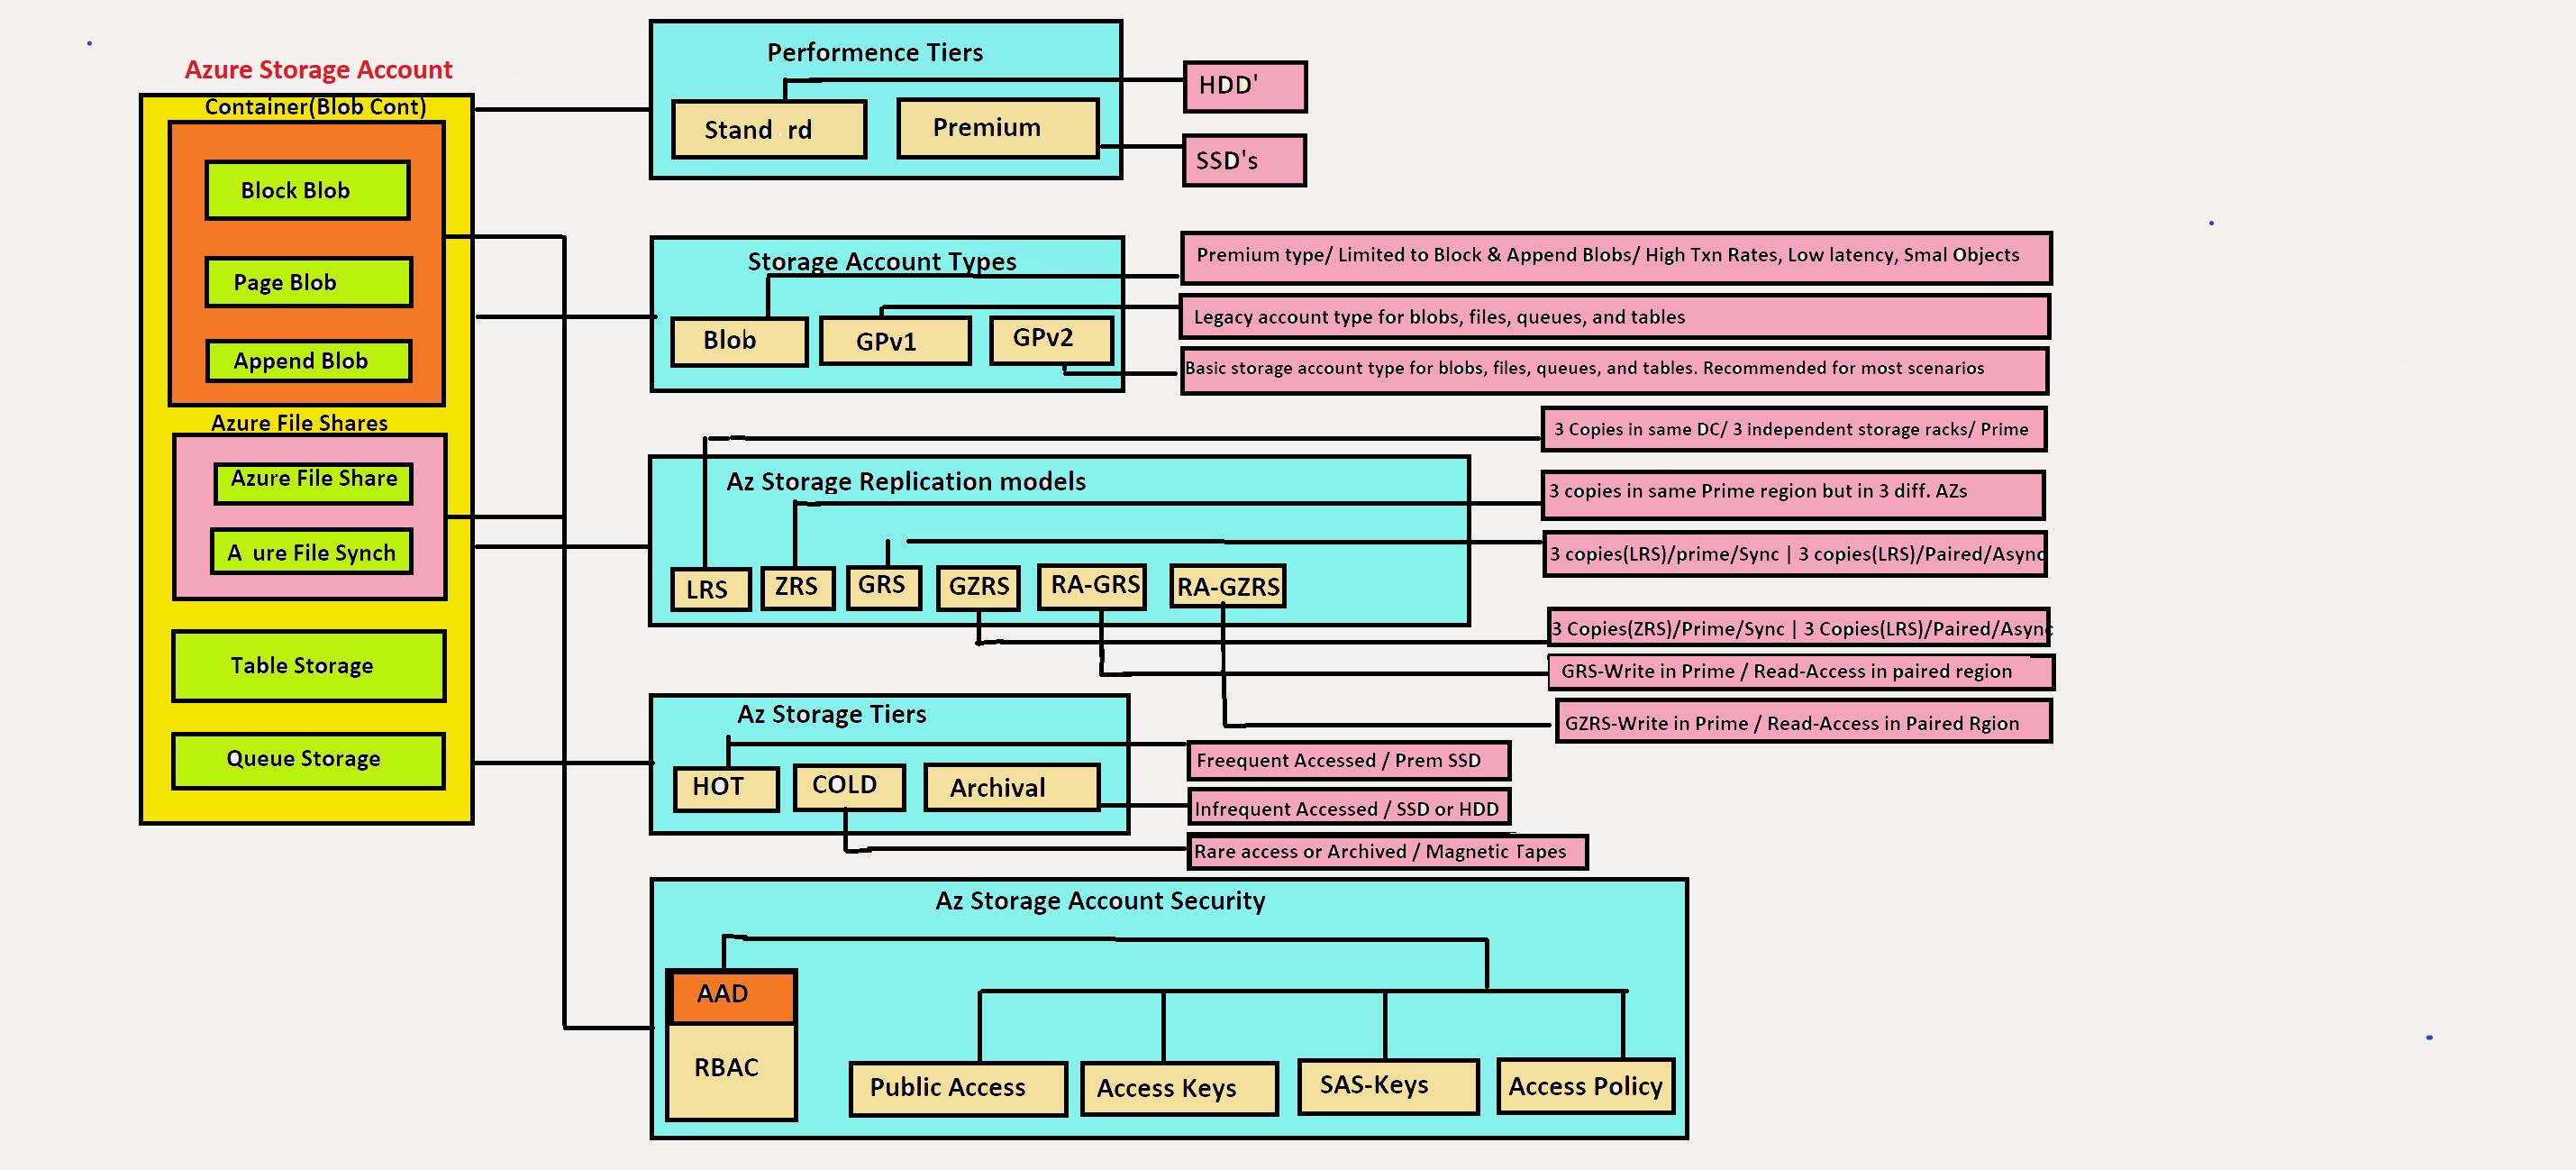 Azure Storage Account
Container(Blob Cont)
Block Blob
Page Blob
Append Blob
Azure File Shares
Azure File Share
A ure File Synch
Table Storage
Queue Storage
Performence Tiers
Stand rd
Premium
HDD'
SSD's
Storage Account Types
Blob
GPv1
GPv2
Premium type/ Limited to Block & Append Blobs/ High Txn Rates, Low latency, Smal Objects
Legacy account type for blobs, files, queues, and tables
Basic storage account type for blobs, files, queues, and tables. Recommended for most scenarios
Az Storage Replication models
LRS
ZRS
GRS
GZRS
RA-GRS
RA-GZRS
3 Copies in same DC/ 3 independent storage racks/ Prime
3 copies in same Prime region but in 3 diff. AZs
3 copies(LRS)/prime/Sync | 3 copies(LRS)/Paired/Async
3 Copies(ZRS)/Prime/Sync | 3 Copies(LRS)/Paired/Async
GRS-Write in Prime / Read-Access in paired region
GZRS-Write in Prime / Read-Access in Paired Rgion
Az Storage Tiers
HOT
COLD
Archival
Freequent Accessed / Prem SSD
Infrequent Accessed / SSD or HDD
Rare access or Archived / Magnetic Tapes
Az Storage Account Security
AAD
RBAC
Public Access
Access Keys
SAS-Keys
Access Policy